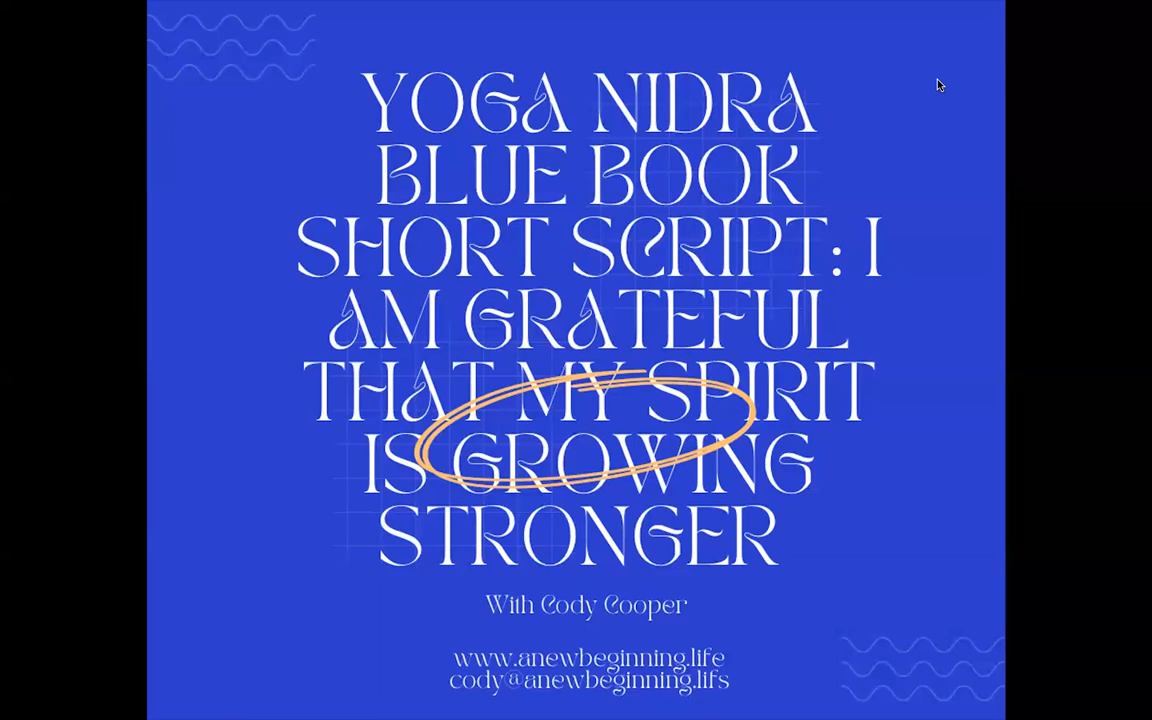 YOGA NIDRA
BLUE BOOK
SHORT SCRIPT: I
AM GRATEFUL
THAT MY SPIRIT
IS GROWING
STRONGER
With Cody Cooper
www.anewbeginning.life
cody@anewbeginning.lifs